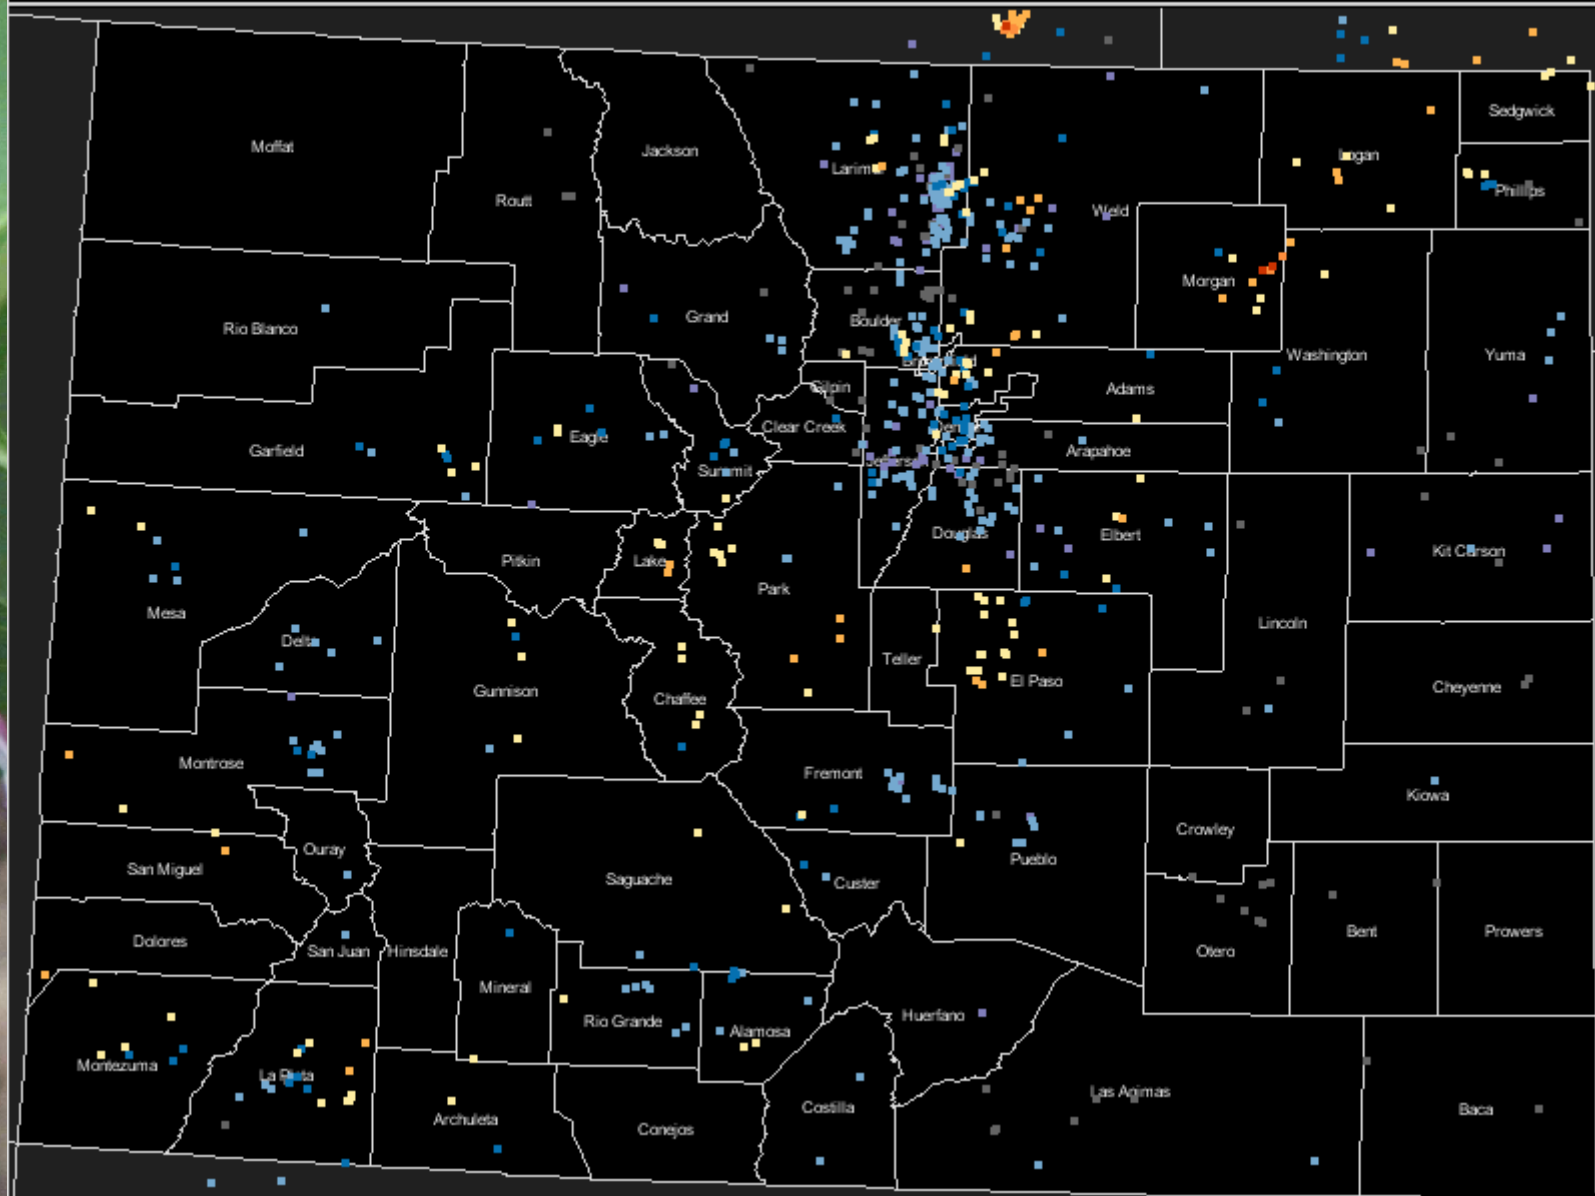 Sedgwick
Moffat
Jackson
Logan
Larimer
Phillips
Routt
Weld
Morgan
Grand
Boulder
Rio Blanco
Washington
Yuma
Broomfield
Gilpin
Adams
Clear Creek
Denver
Eagle
Garfield
Arapahoe
Jefferson
Summit
Douglas
Elbert
Kit Carson
Pitkin
Lake
Park
Mesa
Lincoln
Delta
Teller
El Paso
Cheyenne
Gunnison
Chaffee
Montrose
Fremont
Kiowa
Crowley
Ouray
Pueblo
San Miguel
Saguache
Custer
Bent
Prowers
Dolores
San Juan
Hinsdale
Otero
Mineral
Huerfano
Rio Grande
Alamosa
Montezuma
La Plata
Las Animas
Costilla
Baca
Archuleta
Conejos